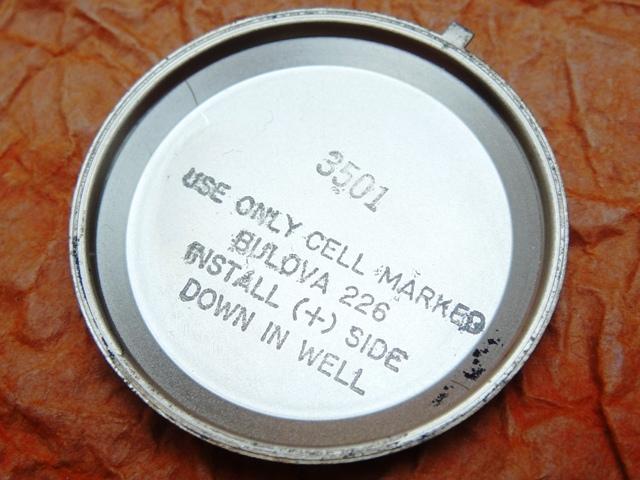 3501
USE ONLY CELL MARKED
BULOVA 226
INSTALL (+) SIDE
DOWN IN WELL